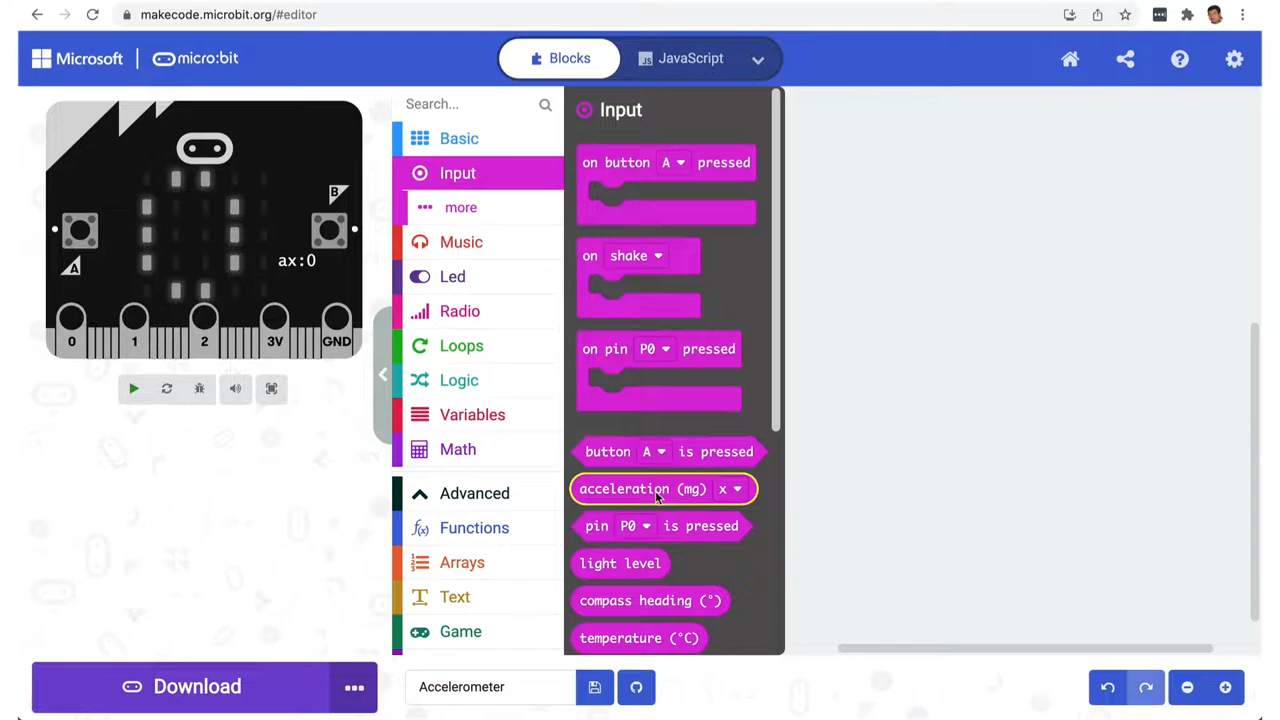 makecode.microbit.org/#editor
Microsoft
micro:bit
Blocks
JS JavaScript
B
A
ax:0
0 1 2 3V GND
Download
Search...
Basic
Input
more
Music
Led
Radio
Loops
Logic
Variables
Math
Advanced
f(x) Functions
Arrays
T Text
Game
Input
on button A pressed
on shake
on pin P0 pressed
button A is pressed
acceleration (mg) x
pin P0 is pressed
light level
compass heading (°)
temperature (°C)
Accelerometer